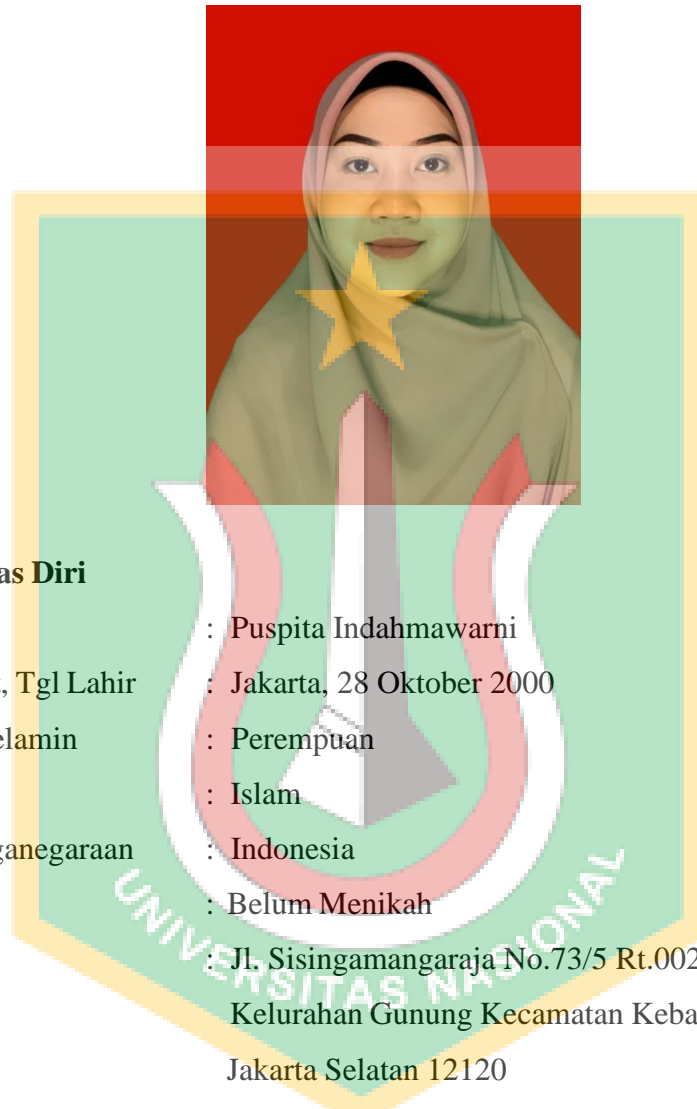 as Diri
: Puspita Indahmawarni
, Tgl Lahir : Jakarta, 28 Oktober 2000
elamin : Perempuan
: Islam
ganegaraan : Indonesia
: Belum Menikah
: Jl. Sisingamangaraja No.73/5 Rt.002
Kelurahan Gunung Kecamatan Keba
Jakarta Selatan 12120
UNIVERSITAS NASIONAL